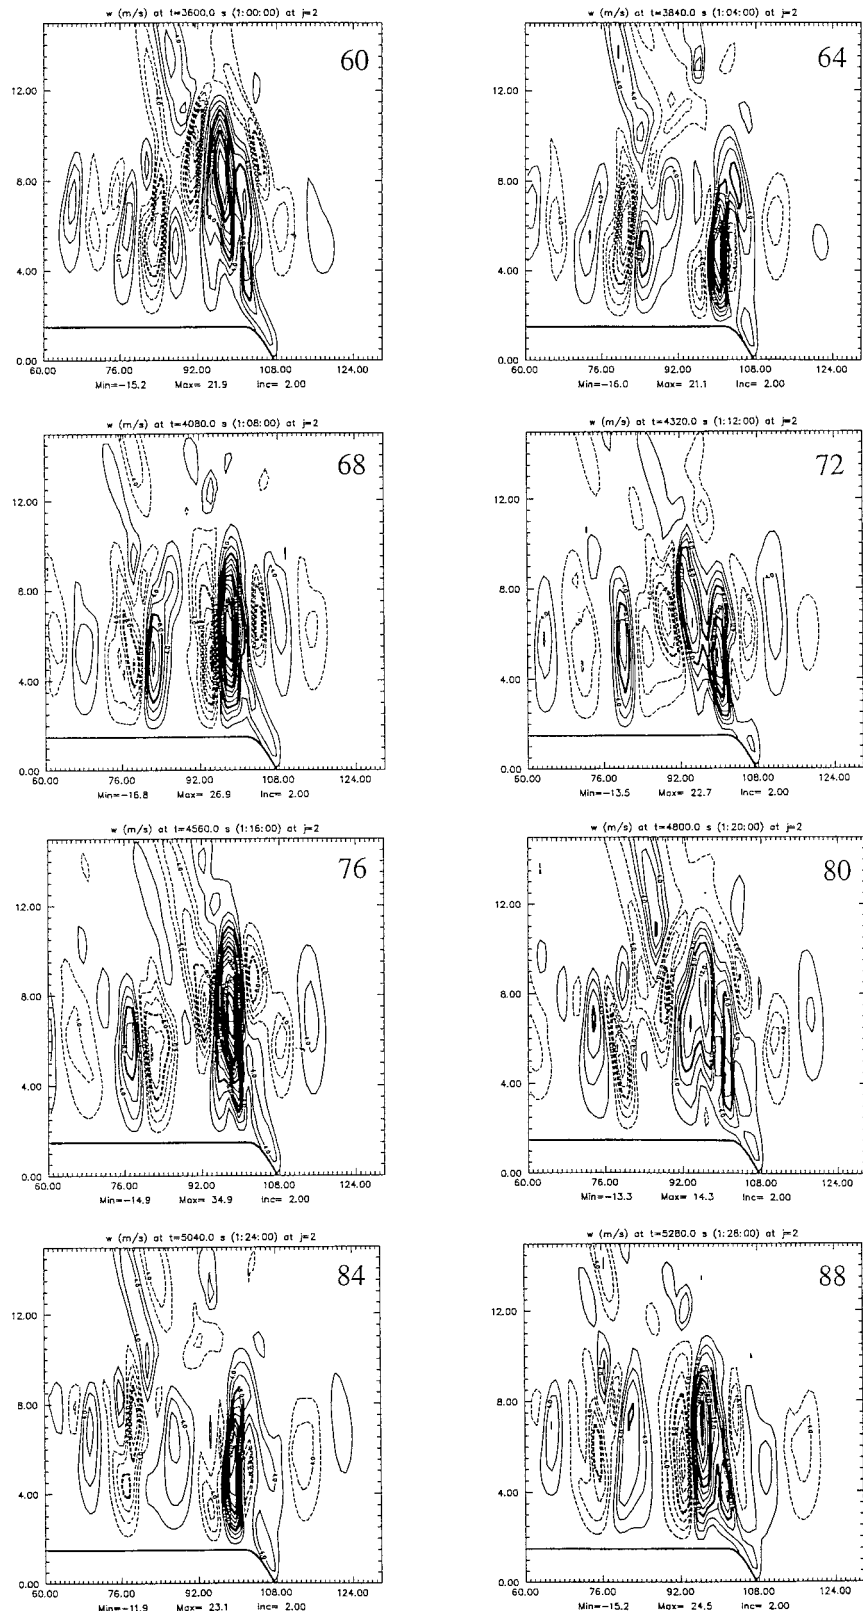 w (m/s) at t=3600.0 s (1:00:00) at j=2
60
12.00
8.00
4.00
0.00
60.00 76.00 92.00 108.00 124.00
Min=-15.2 Max= 21.9 Inc= 2.00
w (m/s) at t=3840.0 s (1:04:00) at j=2
64
12.00
8.00
4.00
0.00
60.00 76.00 92.00 108.00 124.00
Min=-16.0 Max= 21.1 Inc= 2.00
w (m/s) at t=4080.0 s (1:08:00) at j=2
68
12.00
8.00
4.00
0.00
60.00 76.00 92.00 108.00 124.00
Min=-16.8 Max= 26.9 Inc= 2.00
w (m/s) at t=4320.0 s (1:12:00) at j=2
72
12.00
8.00
4.00
0.00
76.00 92.00 108.00 124.00
Min=-13.5 Max= 22.7 Inc= 2.00
w (m/s) at t=4560.0 s (1:16:00) at j=2
76
12.00
8.00
4.00
0.00
60.00 76.00 92.00 108.00 124.00
Min=-14.9 Max= 34.9 Inc= 2.00
w (m/s) at t=4800.0 s (1:20:00) at j=2
80
12.00
8.00
4.00
0.00
60.00 76.00 92.00 108.00 124.00
Min=-13.3 Max= 14.3 Inc= 2.00
w (m/s) at t=5040.0 s (1:24:00) at j=2
84
12.00
8.00
4.00
0.00
60.00 76.00 92.00 108.00 124.00
Min=-11.9 Max= 23.1 Inc= 2.00
w (m/s) at t=5280.0 s (1:28:00) at j=2
88
12.00
8.00
4.00
0.00
60.00 76.00 92.00 108.00 124.00
Min=-15.2 Max= 24.5 Inc= 2.00